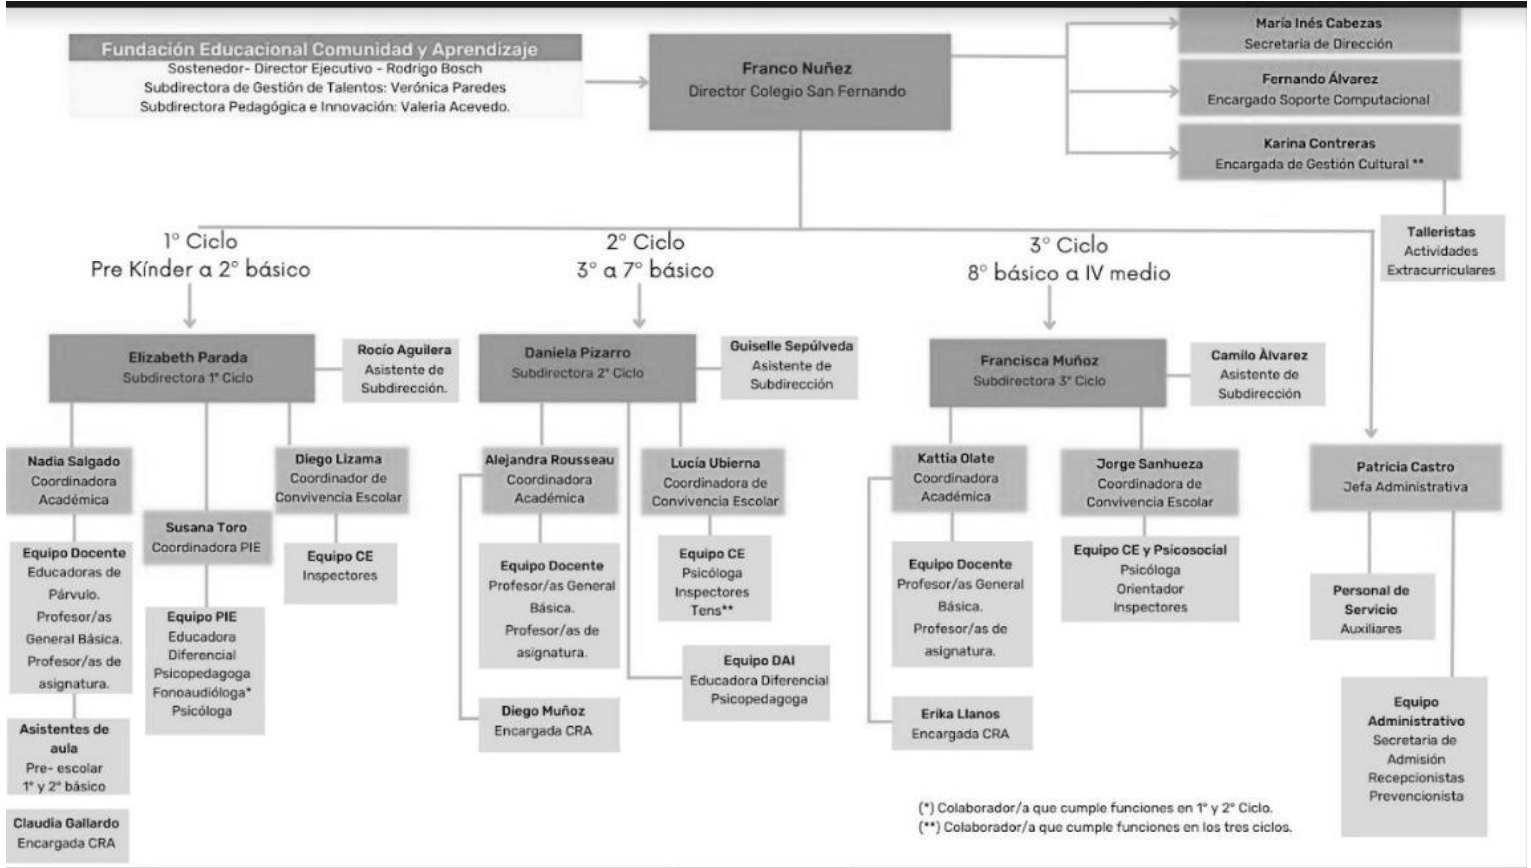 Fundación Educacional Comunidad y Aprendizaje
Sostenedor- Director Ejecutivo - Rodrigo Bosch
Subdirectora de Gestión de Talentos: Verónica Paredes
Subdirectora Pedagógica e Innovación: Valeria Acevedo.
Franco Nuñez
Director Colegio San Fernando
María Inés Cabezas
Secretaria de Dirección
Fernando Álvarez
Encargado Soporte Computacional
Karina Contreras
Encargada de Gestión Cultural **
Talleristas
Actividades
Extracurriculares
1° Ciclo
Pre Kínder a 2° básico
2° Ciclo
3° a 7° básico
3° Ciclo
8° básico a IV medio
Elizabeth Parada
Subdirectora 1° Ciclo
Rocío Aguilera
Asistente de
Subdirección.
Daniela Pizarro
Subdirectora 2° Ciclo
Guiselle Sepúlveda
Asistente de
Subdirección
Francisca Muñoz
Subdirectora 3° Ciclo
Camilo Àlvarez
Asistente de
Subdirección
Nadia Salgado
Coordinadora
Académica
Susana Toro
Coordinadora PIE
Diego Lizama
Coordinador de
Convivencia Escolar
Equipo Docente
Educadoras de
Párvulo.
Profesor/as
General Básica.
Profesor/as de
asignatura.
Equipo PIE
Educadora
Diferencial
Psicopedagoga
Fonoaudióloga*
Psicóloga
Equipo CE
Inspectores
Asistentes de
aula
Pre- escolar
1° y 2° básico
Claudia Gallardo
Encargada CRA
Alejandra Rousseau
Coordinadora
Académica
Lucía Ubierna
Coordinadora de
Convivencia Escolar
Equipo Docente
Profesor/as General
Básica.
Profesor/as de
asignatura.
Equipo CE
Psicóloga
Inspectores
Tens**
Equipo DAI
Educadora Diferencial
Psicopedagoga
Diego Muñoz
Encargada CRA
Kattia Olate
Coordinadora
Académica
Jorge Sanhueza
Coordinadora de
Convivencia Escolar
Equipo Docente
Profesor/as General
Básica.
Profesor/as de
asignatura.
Equipo CE y Psicosocial
Psicóloga
Orientador
Inspectores
Erika Llanos
Encargada CRA
Patricia Castro
Jefa Administrativa
Personal de
Servicio
Auxiliares
Equipo
Administrativo
Secretaria de
Admisión
Recepcionistas
Prevencionista
(*) Colaborador/a que cumple funciones en 1° y 2° Ciclo.
(**) Colaborador/a que cumple funciones en los tres ciclos.